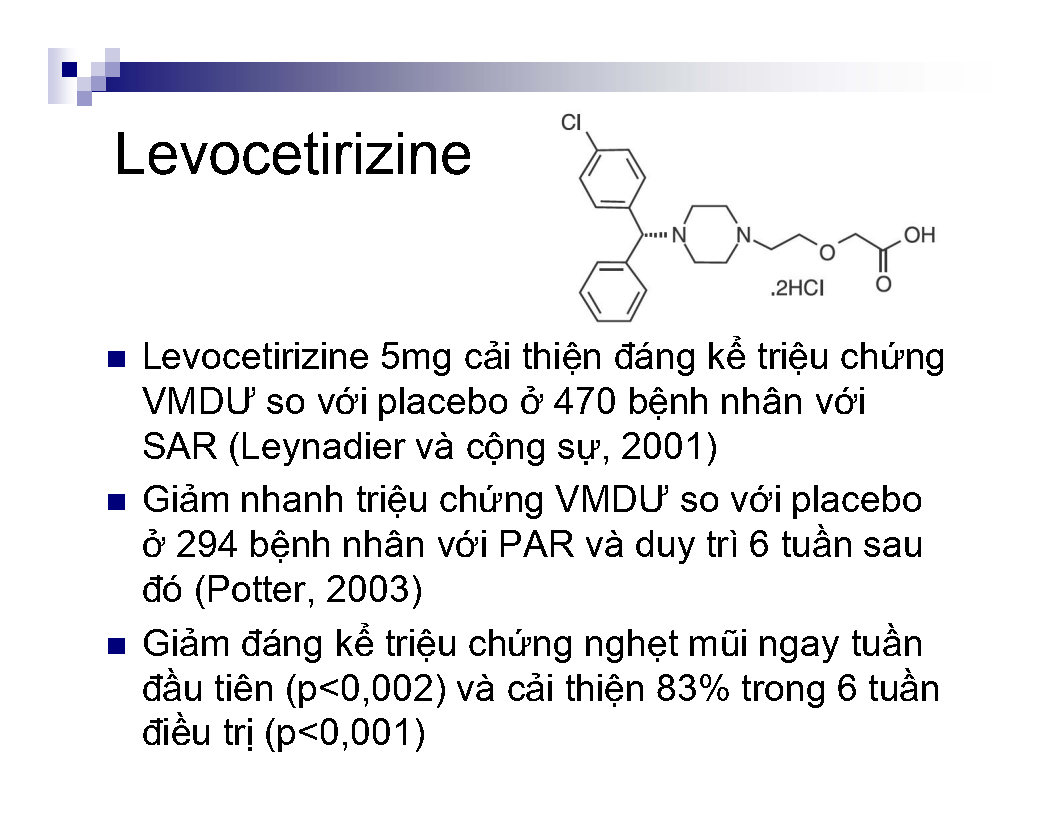 Levocetirizine
Cl
N
N
O
OH
O
.2HCl
Levocetirizine 5mg cải thiện đáng kể triệu chứng
VMDƯ so với placebo ở 470 bệnh nhân với
SAR (Leynadier và cộng sự, 2001)
Giảm nhanh triệu chứng VMDƯ so với placebo
ở 294 bệnh nhân với PAR và duy trì 6 tuần sau
đó (Potter, 2003)
Giảm đáng kể triệu chứng nghẹt mũi ngay tuần
đầu tiên (p<0,002) và cải thiện 83% trong 6 tuần
điều trị (p<0,001)